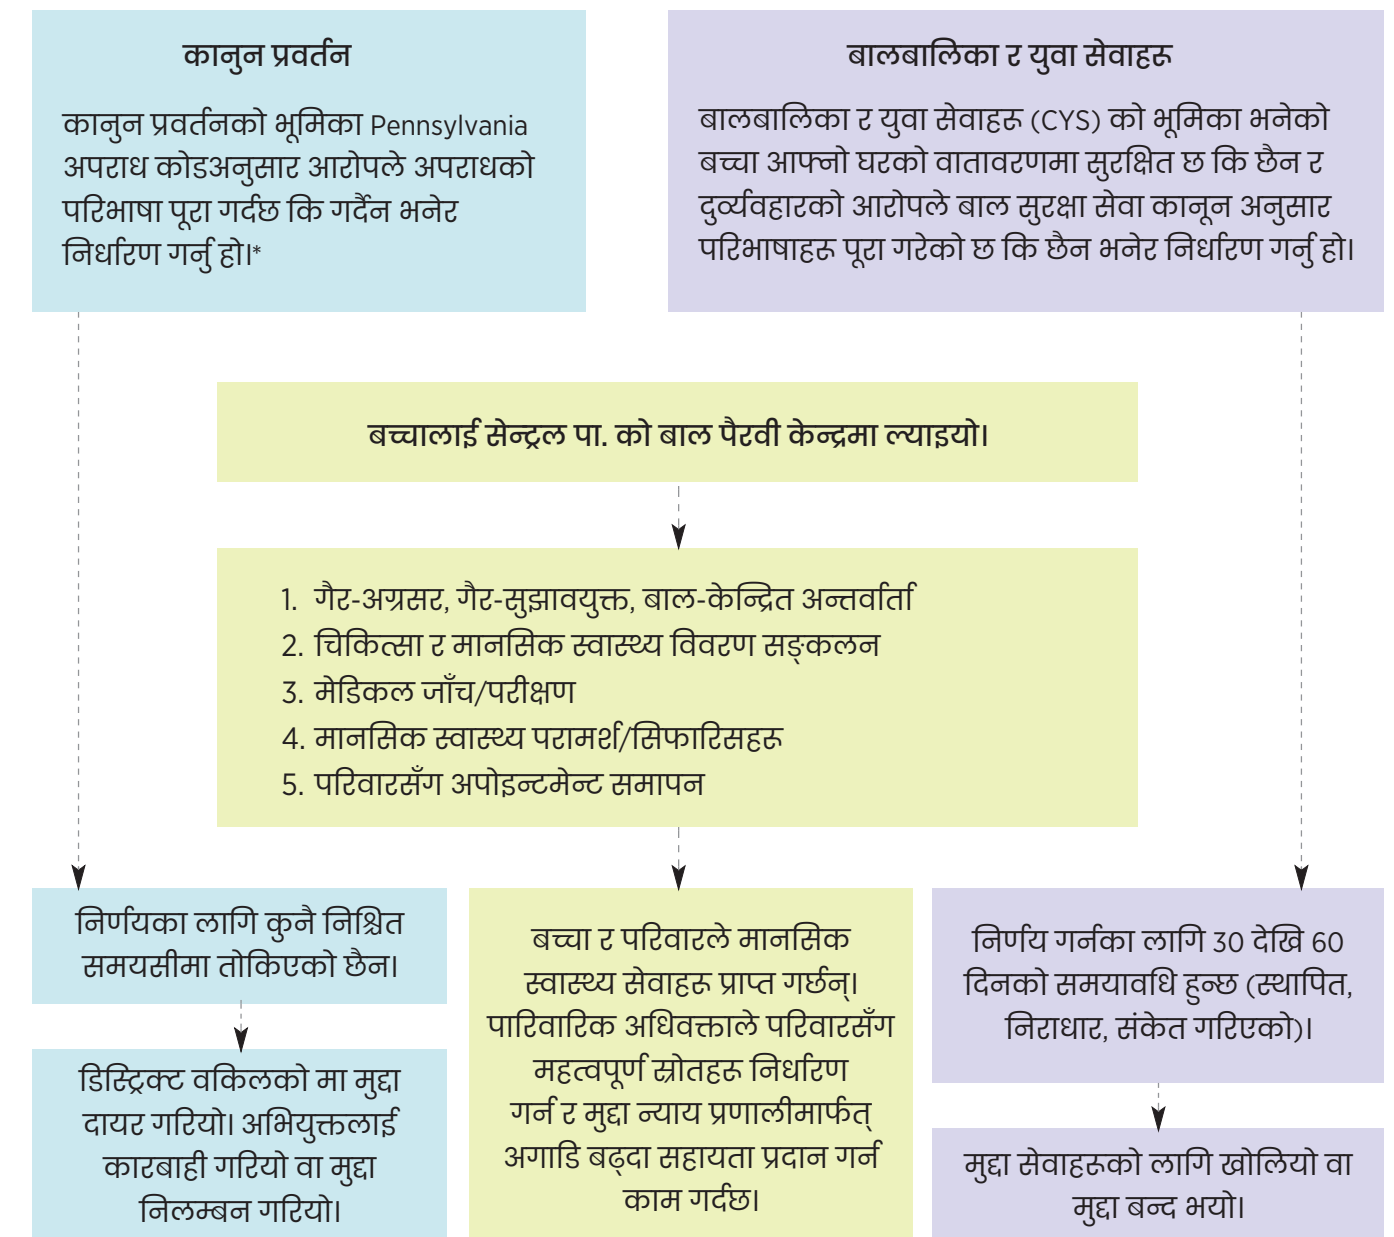 कानुन प्रवर्तन
कानुन प्रवर्तनको भूमिका Pennsylvania
अपराध कोडअनुसार आरोपले अपराधको
परिभाषा पूरा गर्दछ कि गर्दैन भनेर
निर्धारण गर्नु हो।*
बालबालिका र युवा सेवाहरू
बालबालिका र युवा सेवाहरू (CYS) को भूमिका भनेको
बच्चा आफ्नो घरको वातावरणमा सुरक्षित छ कि छैन र
दुर्व्यवहारको आरोपले बाल सुरक्षा सेवा कानून अनुसार
परिभाषाहरू पूरा गरेको छ कि छैन भनेर निर्धारण गर्नु हो।
बच्चालाई सेन्ट्रल पा. को बाल पैरवी केन्द्रमा ल्याइयो।
1. गैर-अग्रसर, गैर-सुझावयुक्त, बाल-केन्द्रित अन्तर्वार्ता
2. चिकित्सा र मानसिक स्वास्थ्य विवरण सङ्कलन
3. मेडिकल जाँच/परीक्षण
4. मानसिक स्वास्थ्य परामर्श/सिफारिसहरू
5. परिवारसँग अपोइन्टमेन्ट समापन
निर्णयका लागि कुनै निश्चित
समयसीमा तोकिएको छैन।
डिस्ट्रिक्ट वकिलको मा मुद्दा
दायर गरियो। अभियुक्तलाई
कारबाही गरियो वा मुद्दा
निलम्बन गरियो।
बच्चा र परिवारले मानसिक
स्वास्थ्य सेवाहरू प्राप्त गर्छन्।
पारिवारिक अधिवक्ताले परिवारसँग
महत्वपूर्ण स्रोतहरू निर्धारण
गर्न र मुद्दा न्याय प्रणालीमार्फत्
अगाडि बढ्दा सहायता प्रदान गर्न
काम गर्दछ।
निर्णय गर्नका लागि 30 देखि 60
दिनको समयावधि हुन्छ (स्थापित,
निराधार, संकेत गरिएको)।
मुद्दा सेवाहरूको लागि खोलियो वा
मुद्दा बन्द भयो।